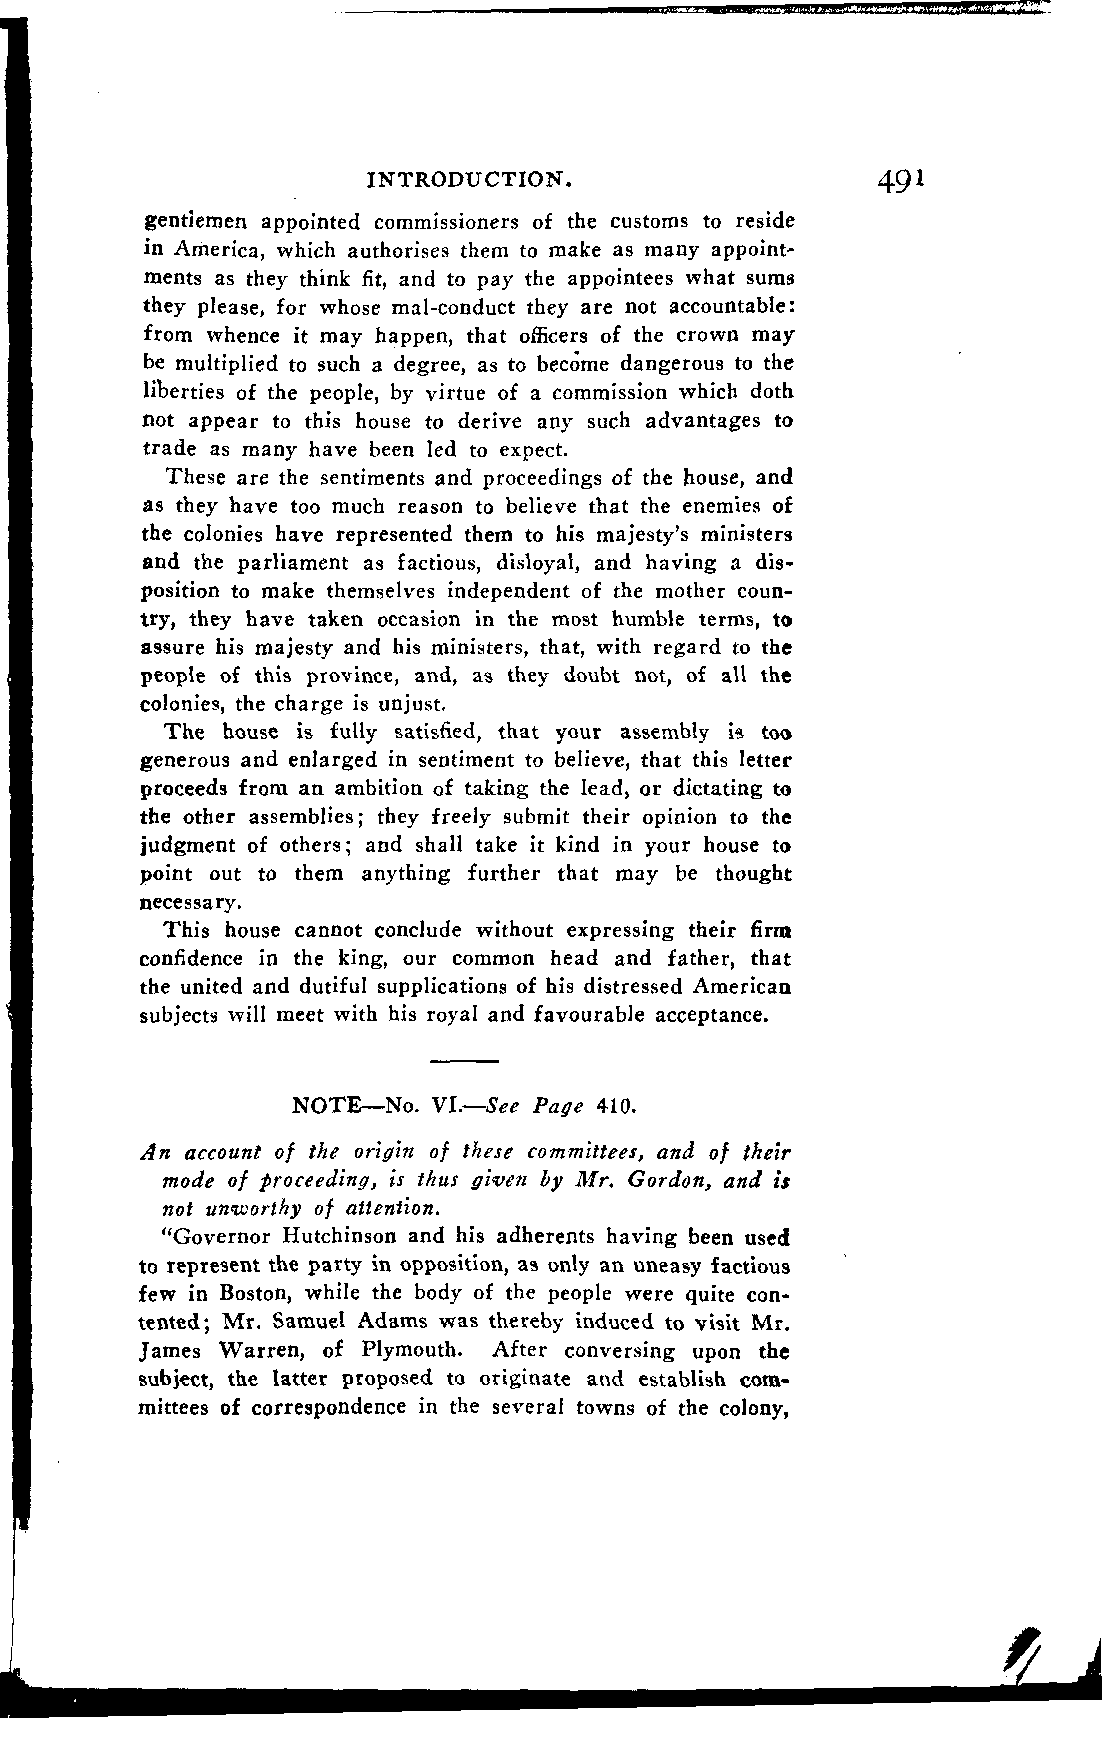 INTRODUCTION. 491
gentlemen appointed commissioners of the customs to reside
in America, which authorises them to make as many appoint-
ments as they think fit, and to pay the appointees what sums
they please, for whose mal-conduct they are not accountable:
from whence it may happen, that officers of the crown may
be multiplied to such a degree, as to become dangerous to the
liberties of the people, by virtue of a commission which doth
not appear to this house to derive any such advantages to
trade as many have been led to expect.
These are the sentiments and proceedings of the house, and
as they have too much reason to believe that the enemies of
the colonies have represented them to his majesty's ministers
and the parliament as factious, disloyal, and having a dis-
position to make themselves independent of the mother coun-
try, they have taken occasion in the most humble terms, to
assure his majesty and his ministers, that, with regard to the
people of this province, and, as they doubt not, of all the
colonies, the charge is unjust.
The house is fully satisfied, that your assembly is too
generous and enlarged in sentiment to believe, that this letter
proceeds from an ambition of taking the lead, or dictating to
the other assemblies; they freely submit their opinion to the
judgment of others; and shall take it kind in your house to
point out to them anything further that may be thought
necessary.
This house cannot conclude without expressing their firm
confidence in the king, our common head and father, that
the united and dutiful supplications of his distressed American
subjects will meet with his royal and favourable acceptance.
NOTE—No. VI.—See Page 410.
An account of the origin of these committees, and of their
mode of proceeding, is thus given by Mr. Gordon, and is
not unworthy of attention.
"Governor Hutchinson and his adherents having been used
to represent the party in opposition, as only an uneasy factious
few in Boston, while the body of the people were quite con-
tented; Mr. Samuel Adams was thereby induced to visit Mr.
James Warren, of Plymouth. After conversing upon the
subject, the latter proposed to originate and establish com-
mittees of correspondence in the several towns of the colony,